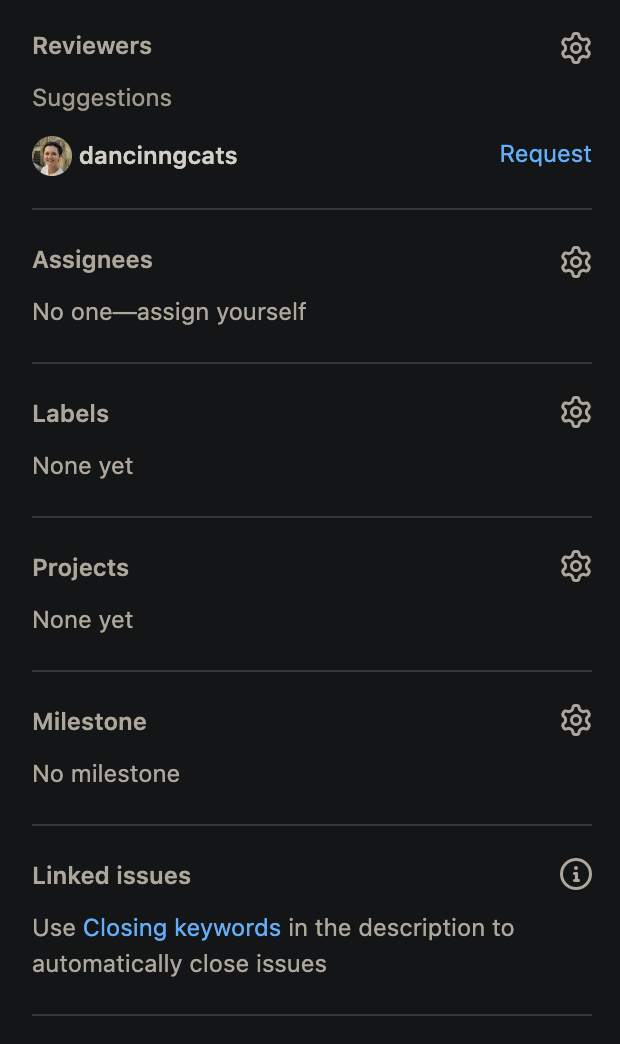 Reviewers
Suggestions
dancinngcats
Request
Assignees
No one—assign yourself
Labels
None yet
Projects
None yet
Milestone
No milestone
Linked issues
Use Closing keywords in the description to
automatically close issues